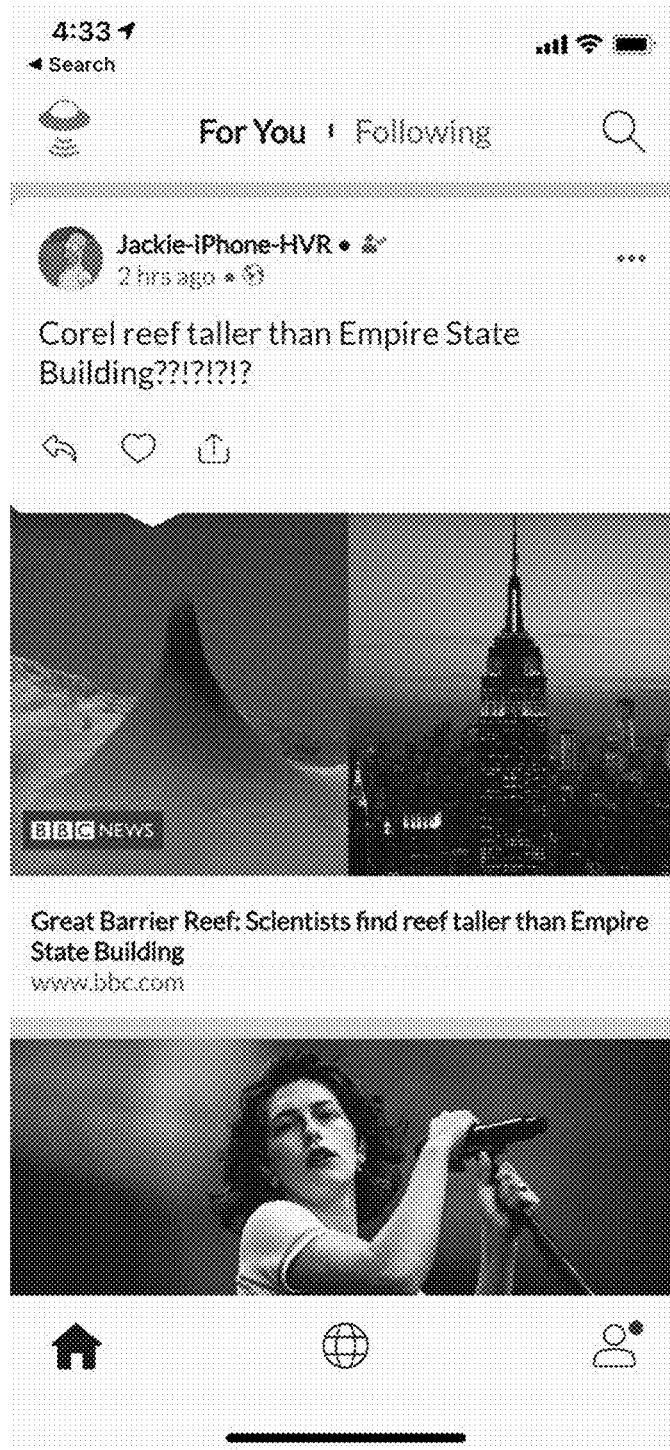 4:33
◀ Search
For You Following
Jackie-iPhone-HVR •
2 hrs ago •
Corel reef taller than Empire State
Building??!?!?!?
BBC NEWS
Great Barrier Reef: Scientists find reef taller than Empire
State Building
www.bbc.com